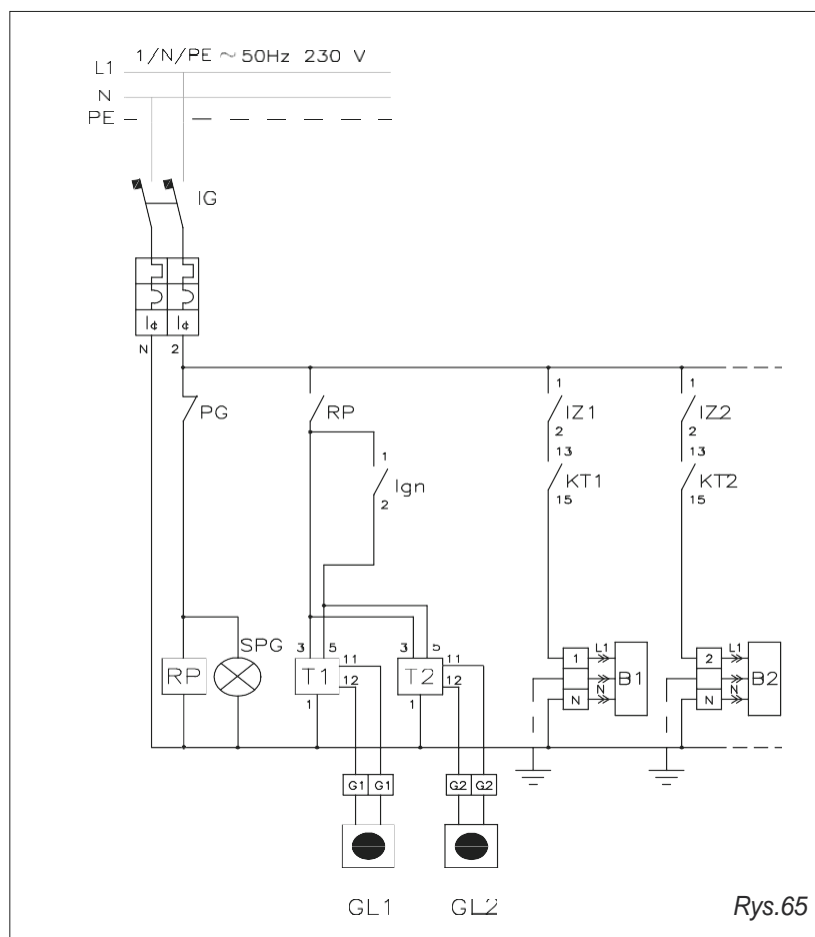 1/N/PE ~ 50Hz 230 V
L1
N
PE
IG
I¢ I¢
N 2
PG
RP
1
Ign
2
1
IZ1
2
13
KT1
15
1
IZ2
2
13
KT2
15
SPG
RP
3 5
T1
11
12
1
3 5
T2
11
12
1
1 L1
B1
N N
2 L1
B2
N N
G1 G1
G2 G2
GL1
GL2
Rys.65